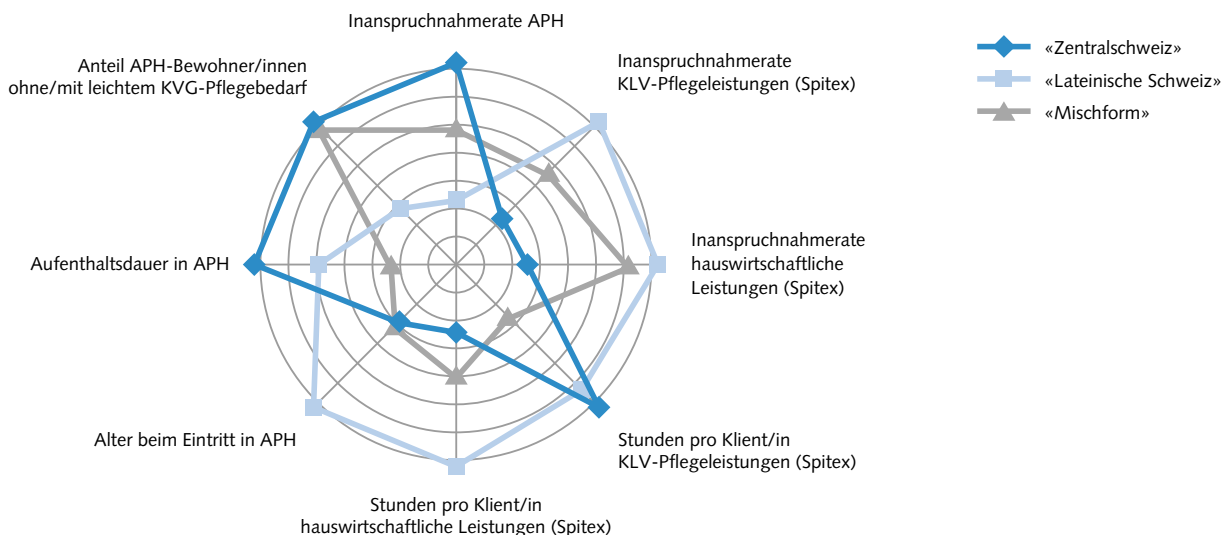 Inanspruchnahmerate APH
Inanspruchnahmerate
KLV-Pflegeleistungen (Spitex)
Inanspruchnahmerate
hauswirtschaftliche
Leistungen (Spitex)
Stunden pro Klient/in
KLV-Pflegeleistungen (Spitex)
Stunden pro Klient/in
hauswirtschaftliche Leistungen (Spitex)
Alter beim Eintritt in APH
Aufenthaltsdauer in APH
Anteil APH-Bewohner/innen
ohne/mit leichtem KVG-Pflegebedarf
«Zentralschweiz»
«Lateinische Schweiz»
«Mischform»